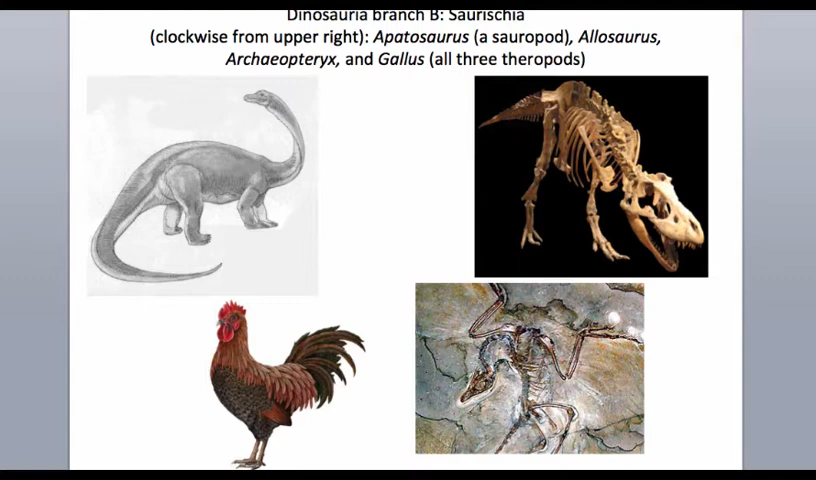 Dinosauria branch B: Saurischia
(clockwise from upper right): Apatosaurus (a sauropod), Allosaurus,
Archaeopteryx, and Gallus (all three theropods)